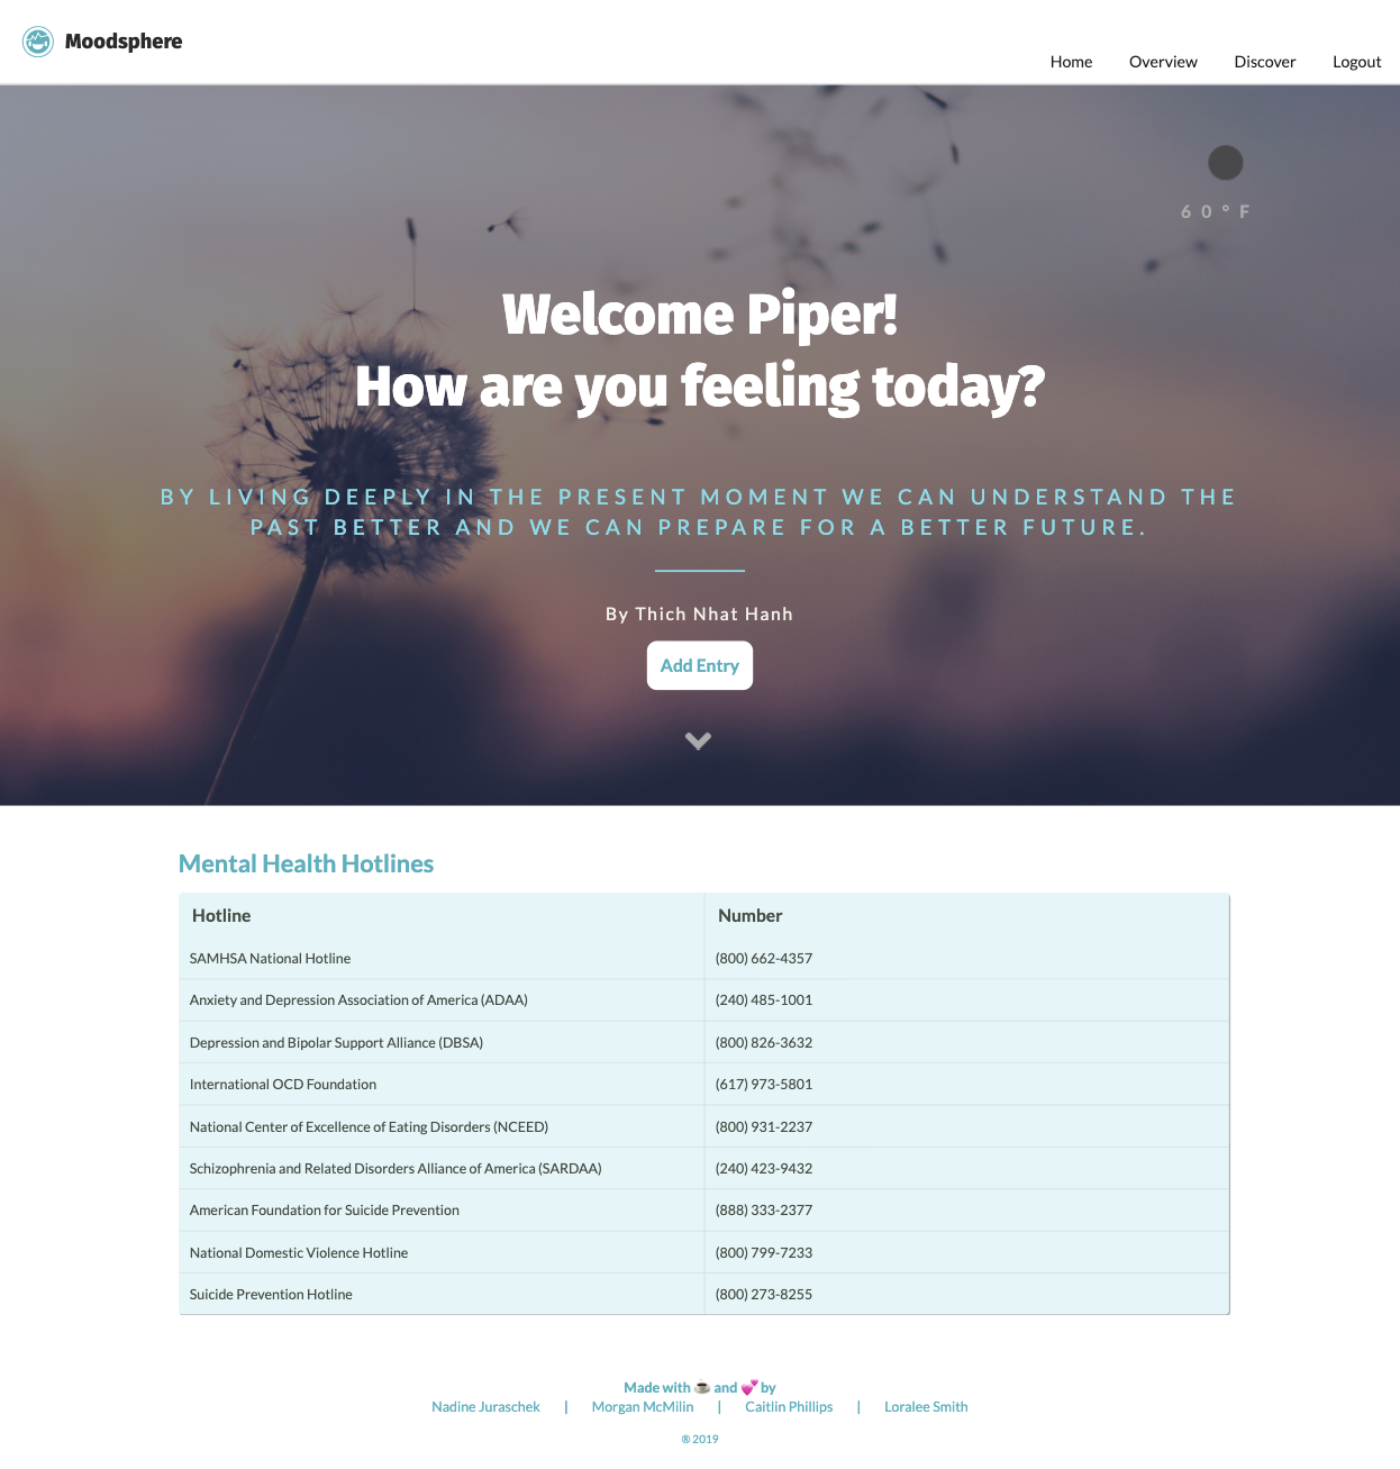 Moodsphere
Home Overview Discover Logout
60°F
Welcome Piper!
How are you feeling today?
BY LIVING DEEPLY IN THE PRESENT MOMENT WE CAN UNDERSTAND THE
PAST BETTER AND WE CAN PREPARE FOR A BETTER FUTURE.
By Thich Nhat Hanh
Add Entry
Mental Health Hotlines
Hotline Number
SAMHSA National Hotline (800) 662-4357
Anxiety and Depression Association of America (ADAA) (240) 485-1001
Depression and Bipolar Support Alliance (DBSA) (800) 826-3632
International OCD Foundation (617) 973-5801
National Center of Excellence of Eating Disorders (NCEED) (800) 931-2237
Schizophrenia and Related Disorders Alliance of America (SARDAA) (240) 423-9432
American Foundation for Suicide Prevention (888) 333-2377
National Domestic Violence Hotline (800) 799-7233
Suicide Prevention Hotline (800) 273-8255
Made with ☕ and 💕 by
Nadine Juraschek | Morgan McMilin | Caitlin Phillips | Loralee Smith
® 2019